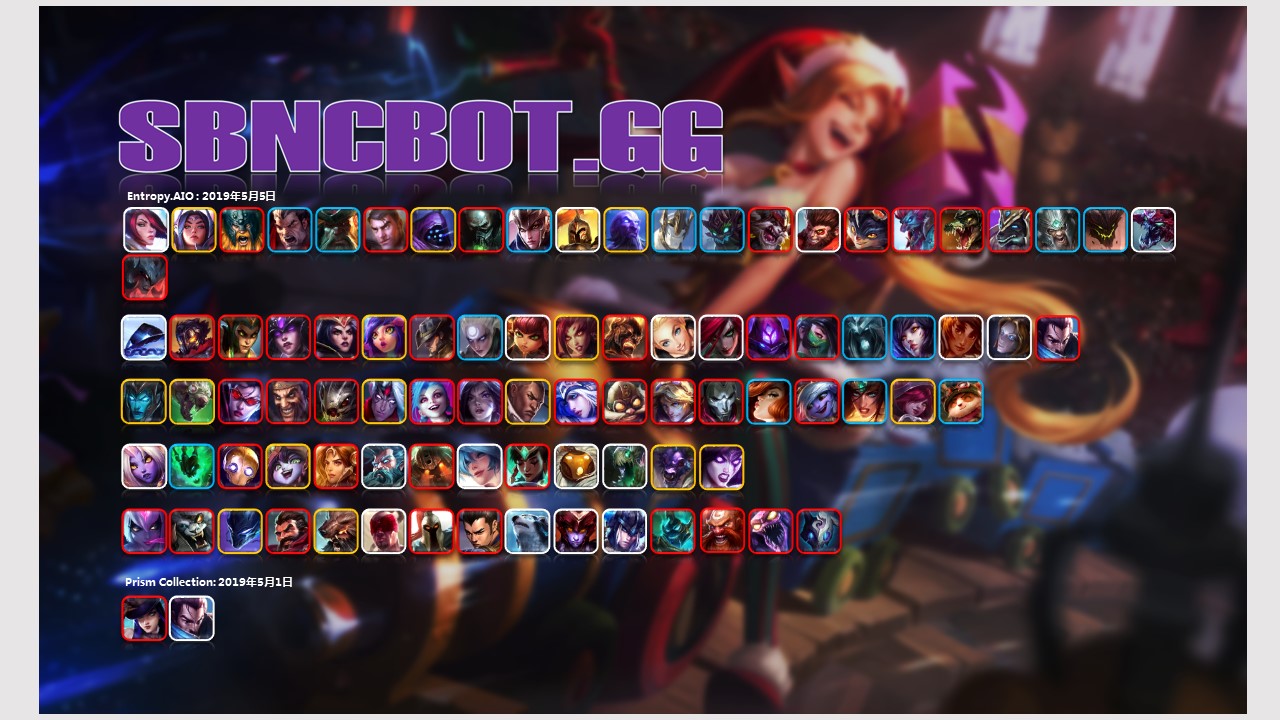 SBNCBOT.GG
Entropy.AIO : 2019年5月5日
Prism Collection: 2019年5月1日